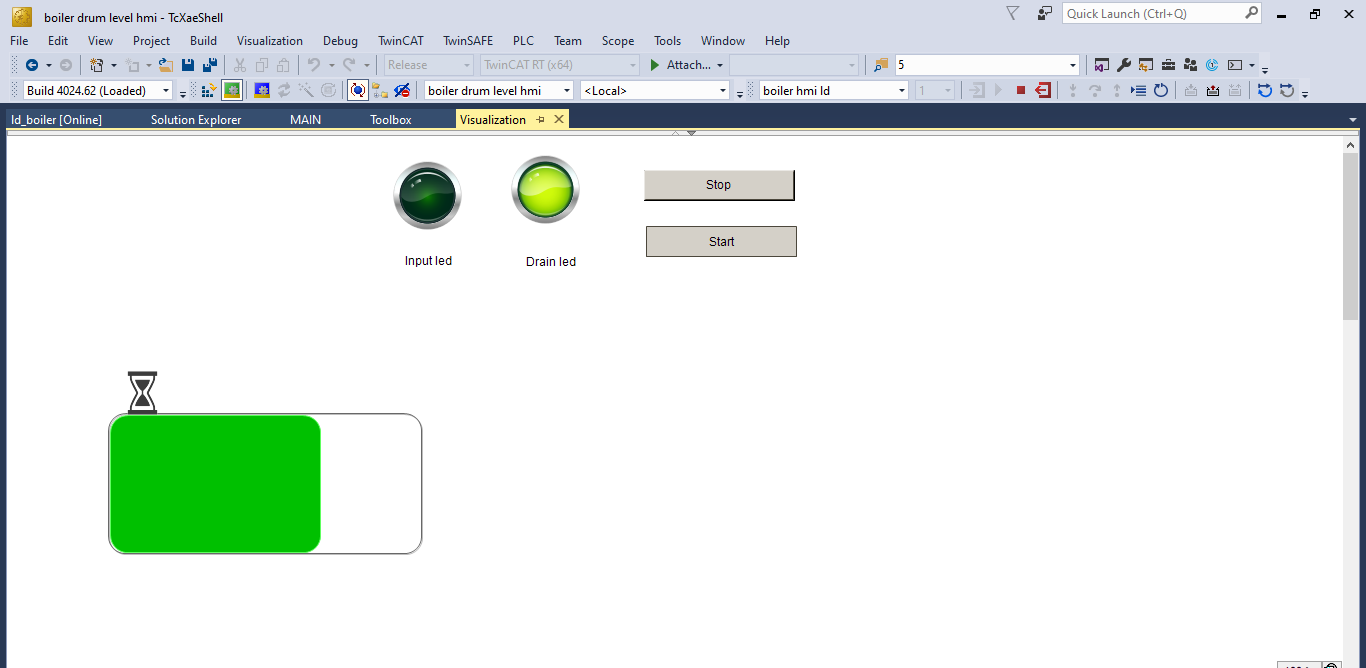 boiler drum level hmi - TcXaeShell
Quick Launch (Ctrl+Q)
File Edit View Project Build Visualization Debug TwinCAT TwinSAFE PLC Team Scope Tools Window Help
Release TwinCAT RT (x64) Attach... 5
Build 4024.62 (Loaded) boiler drum level hmi <Local> boiler hmi ld 1
ld_boiler [Online] Solution Explorer MAIN Toolbox Visualization
Stop
Start
Input led Drain led